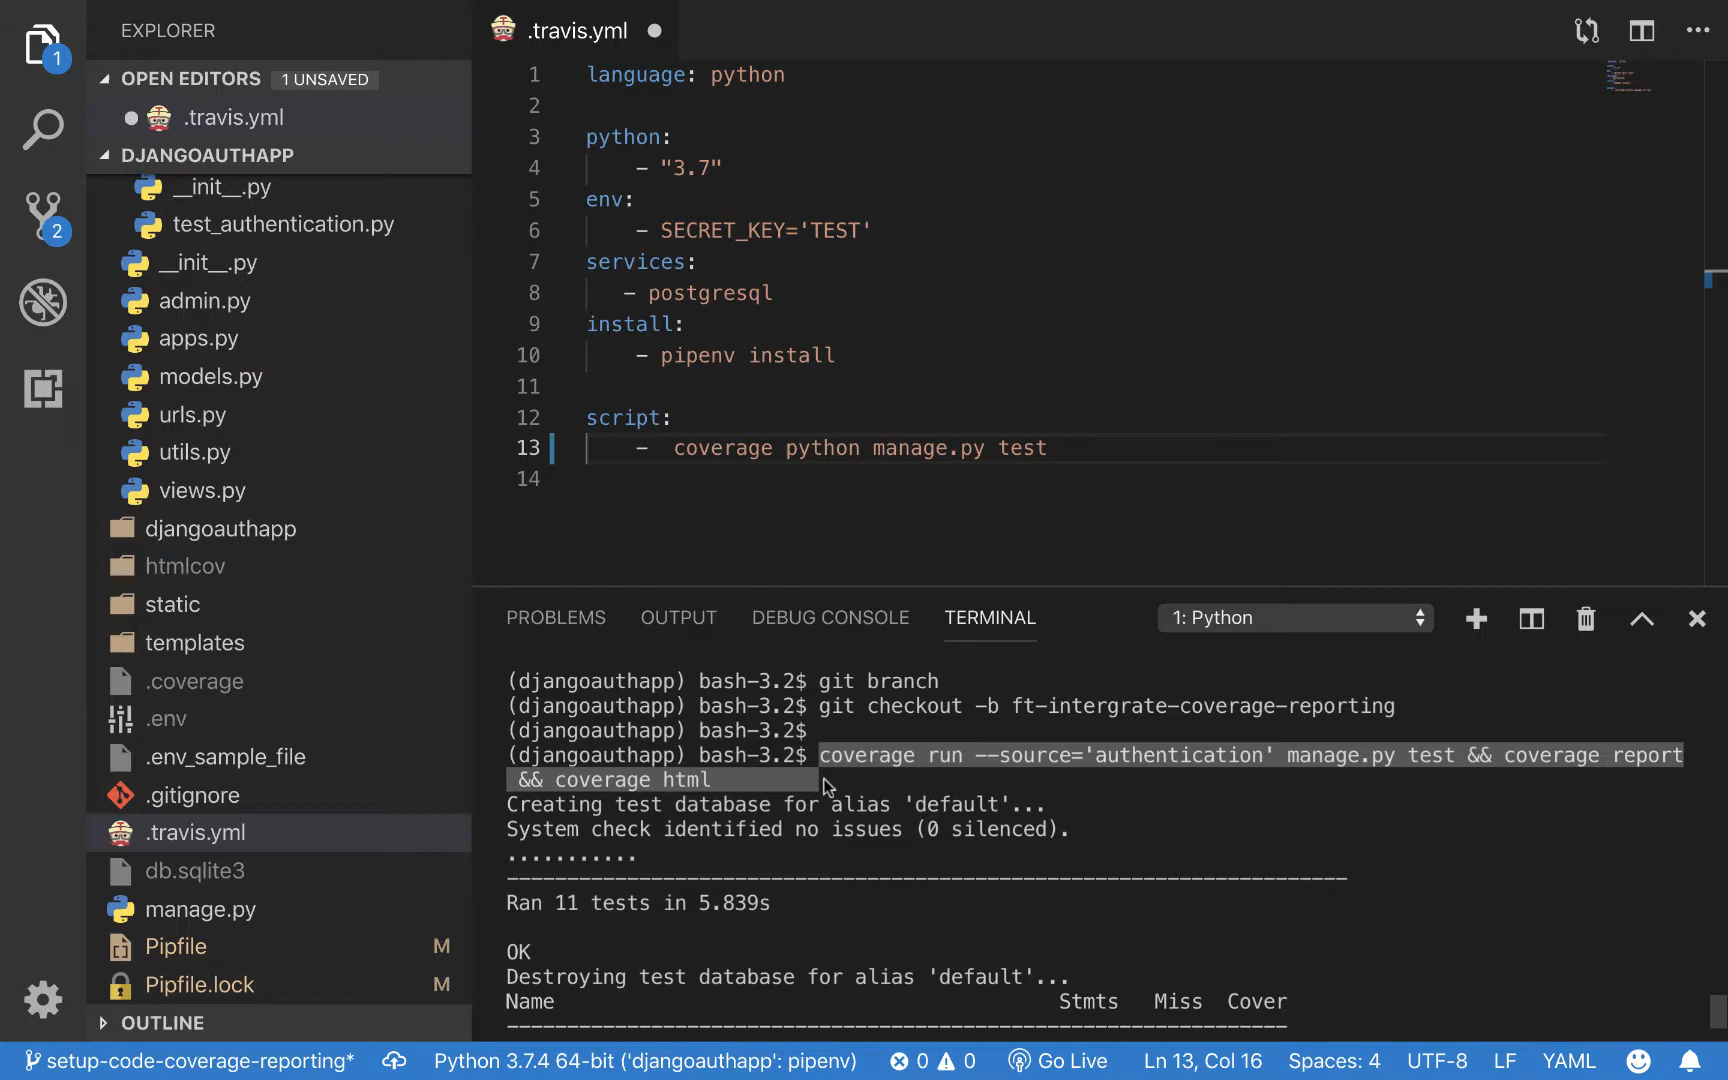 EXPLORER
OPEN EDITORS 1 UNSAVED
.travis.yml
DJANGOAUTHAPP
__init__.py
test_authentication.py
__init__.py
admin.py
apps.py
models.py
urls.py
utils.py
views.py
djangoauthapp
htmlcov
static
templates
.coverage
.env
.env_sample_file
.gitignore
.travis.yml
db.sqlite3
manage.py
Pipfile M
Pipfile.lock M
OUTLINE
1
2
.travis.yml
1 language: python
2
3 python:
4 - "3.7"
5 env:
6 - SECRET_KEY='TEST'
7 services:
8 - postgresql
9 install:
10 - pipenv install
11
12 script:
13 - coverage python manage.py test
14
PROBLEMS OUTPUT DEBUG CONSOLE TERMINAL 1: Python
(djangoauthapp) bash-3.2$ git branch
(djangoauthapp) bash-3.2$ git checkout -b ft-intergrate-coverage-reporting
(djangoauthapp) bash-3.2$
(djangoauthapp) bash-3.2$ coverage run --source='authentication' manage.py test && coverage report
&& coverage html
Creating test database for alias 'default'...
System check identified no issues (0 silenced).
...........
----------------------------------------------------------------------
Ran 11 tests in 5.839s
OK
Destroying test database for alias 'default'...
Name Stmts Miss Cover
-----------------------------------------------------------------
setup-code-coverage-reporting* Python 3.7.4 64-bit ('djangoauthapp': pipenv) 0 0 Go Live Ln 13, Col 16 Spaces: 4 UTF-8 LF YAML